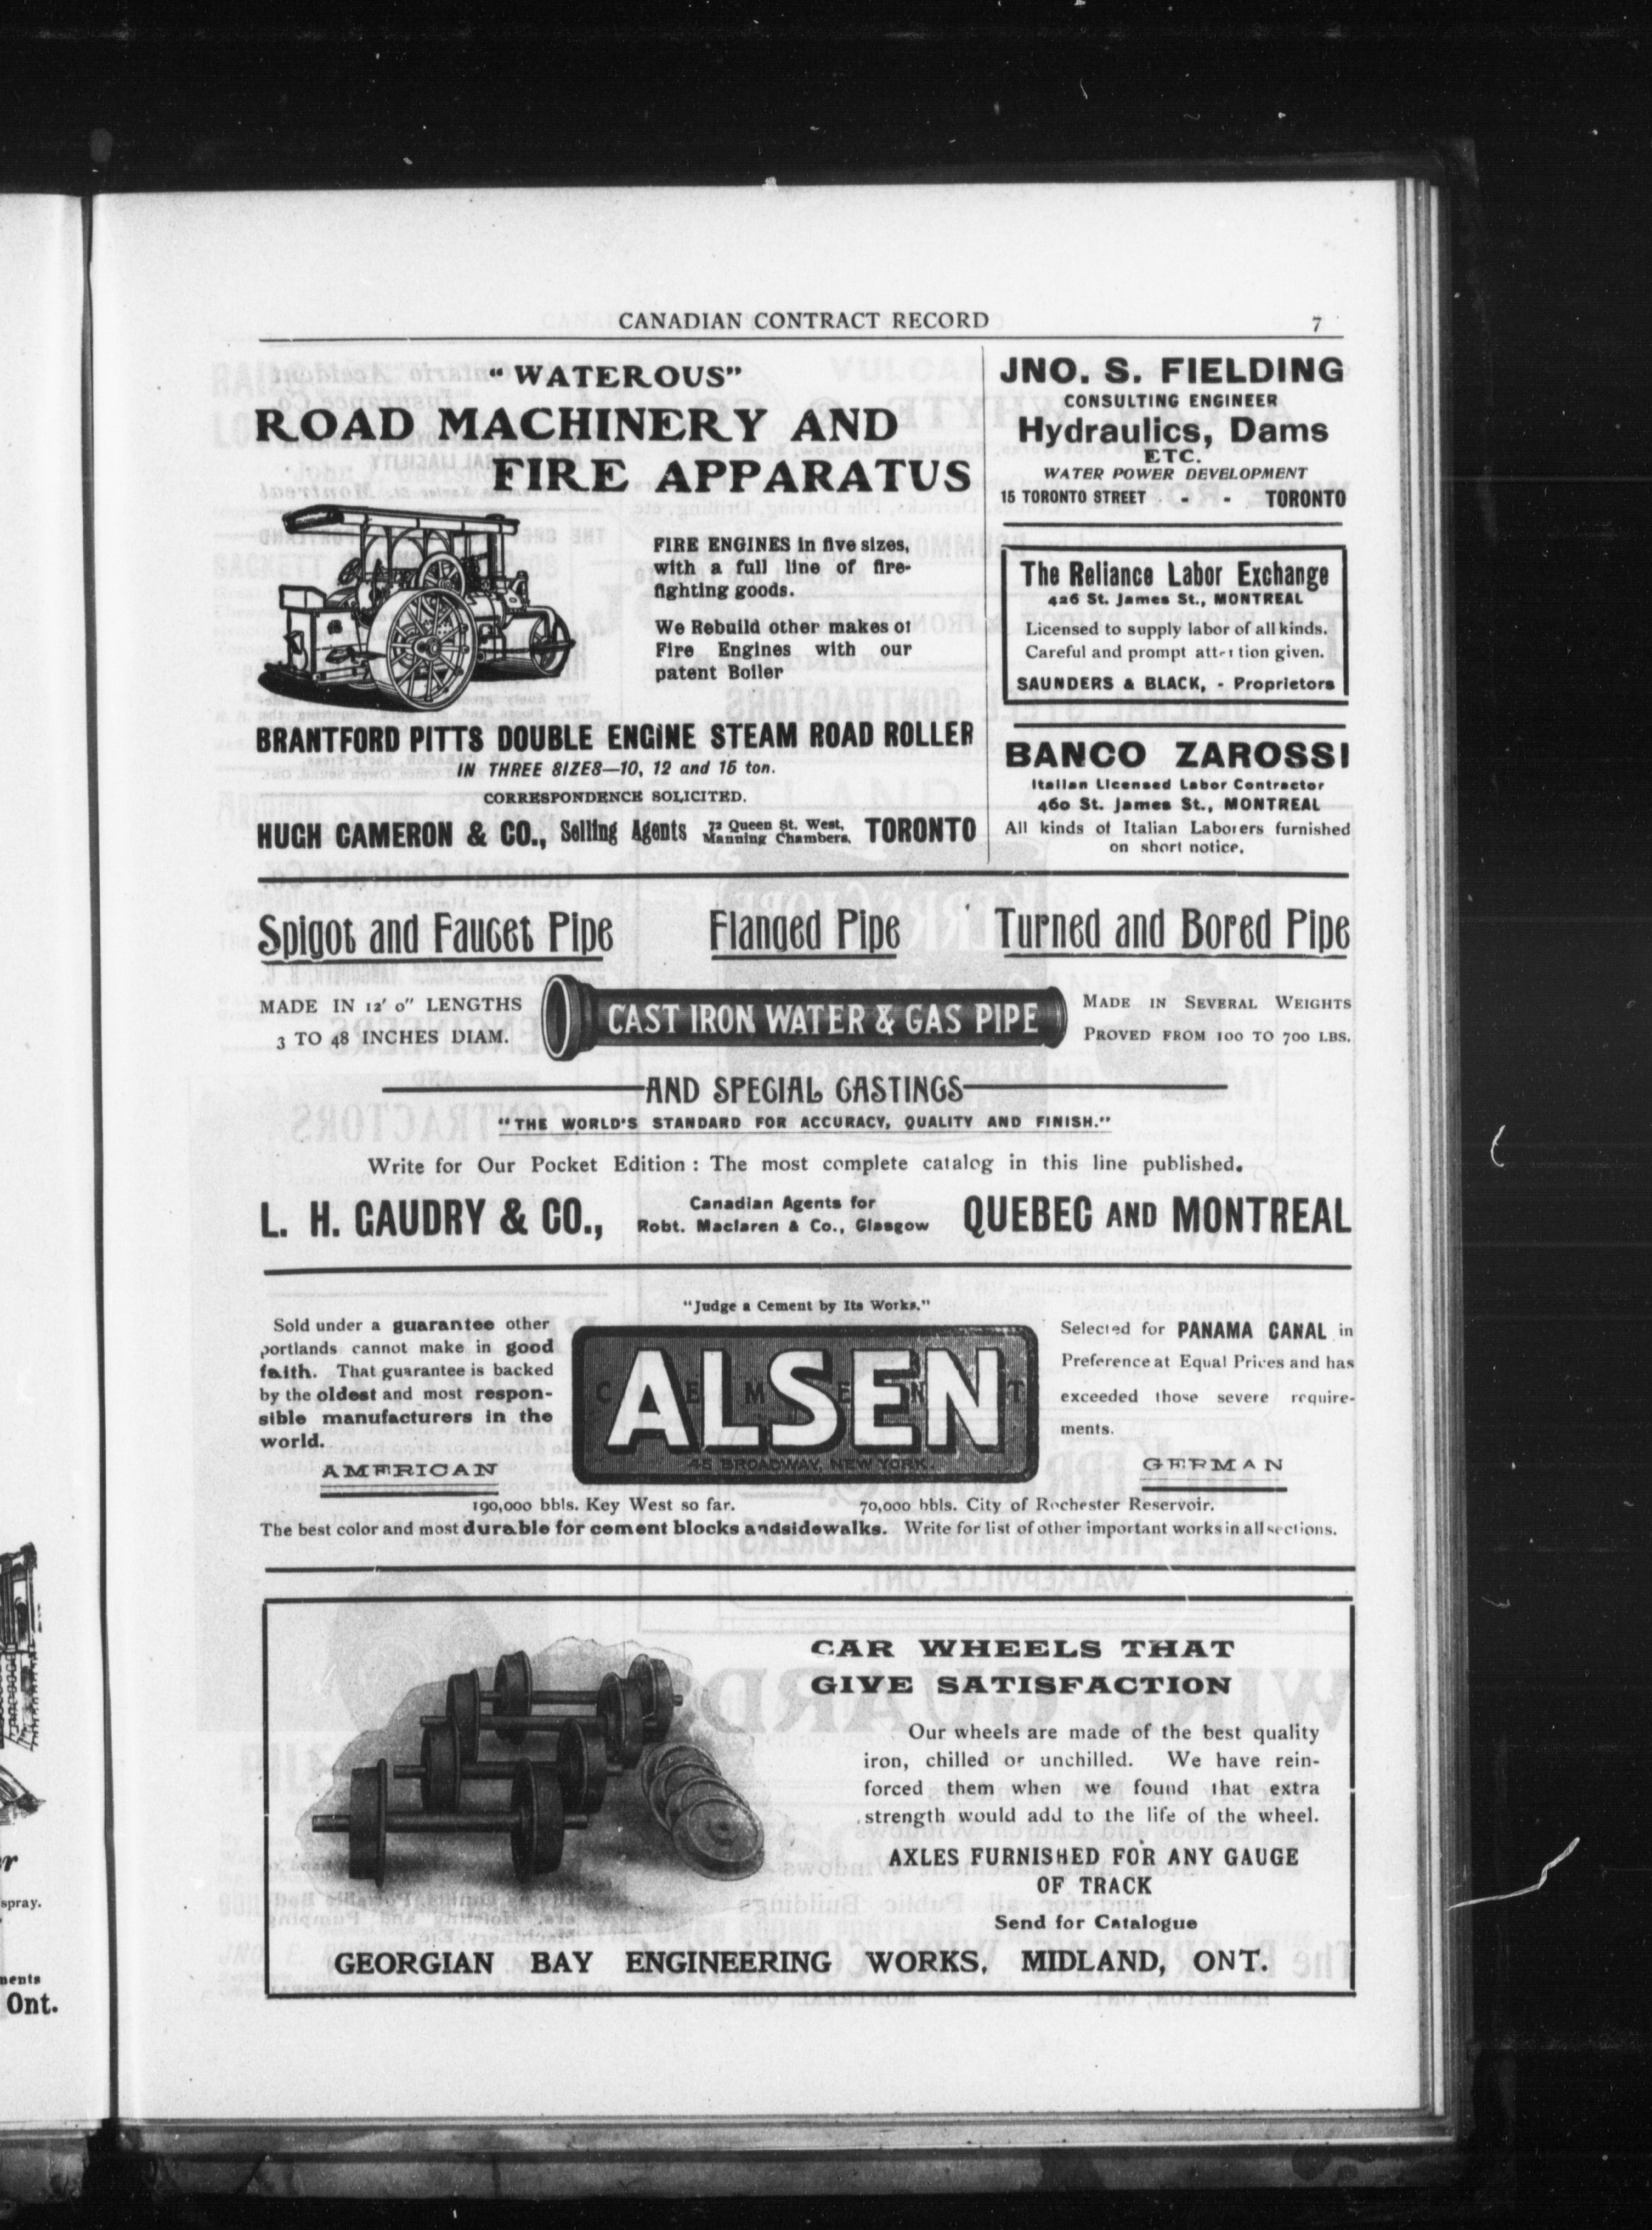 CANADIAN CONTRACT RECORD 7
"WATEROUS"
ROAD MACHINERY AND
FIRE APPARATUS
FIRE ENGINES in five sizes,
with a full line of fire-
fighting goods.
We Rebuild other makes of
Fire Engines with our
patent Boiler
BRANTFORD PITTS DOUBLE ENGINE STEAM ROAD ROLLER
IN THREE SIZES—10, 12 and 15 ton.
CORRESPONDENCE SOLICITED.
HUGH CAMERON & CO., Selling Agents 72 Queen St. West, Manning Chambers, TORONTO
JNO. S. FIELDING
CONSULTING ENGINEER
Hydraulics, Dams
ETC.
WATER POWER DEVELOPMENT
15 TORONTO STREET - - TORONTO
The Reliance Labor Exchange
426 St. James St., MONTREAL
Licensed to supply labor of all kinds.
Careful and prompt attention given.
SAUNDERS & BLACK, - Proprietors
BANCO ZAROSSI
Italian Licensed Labor Contractor
460 St. James St., MONTREAL
All kinds of Italian Laborers furnished
on short notice.
Spigot and Faucet Pipe Flanged Pipe Turned and Bored Pipe
MADE IN 12' 0" LENGTHS
3 TO 48 INCHES DIAM.
CAST IRON WATER & GAS PIPE
MADE IN SEVERAL WEIGHTS
PROVED FROM 100 TO 700 LBS.
AND SPECIAL CASTINGS
"THE WORLD'S STANDARD FOR ACCURACY, QUALITY AND FINISH."
Write for Our Pocket Edition: The most complete catalog in this line published.
L. H. GAUDRY & CO., Canadian Agents for Robt. Maclaren & Co., Glasgow QUEBEC AND MONTREAL
"Judge a Cement by Its Works."
Sold under a guarantee other
portlands cannot make in good
faith. That guarantee is backed
by the oldest and most respon-
sible manufacturers in the
world.
AMERICAN
ALSEN
CEMENT
45 BROADWAY, NEW YORK.
Selected for PANAMA CANAL in
Preference at Equal Prices and has
exceeded those severe require-
ments.
GERMAN
190,000 bbls. Key West so far. 70,000 bbls. City of Rochester Reservoir.
The best color and most durable for cement blocks andsidewalks. Write for list of other important works in all sections.
CAR WHEELS THAT
GIVE SATISFACTION
Our wheels are made of the best quality
iron, chilled or unchilled. We have rein-
forced them when we found that extra
strength would add to the life of the wheel.
AXLES FURNISHED FOR ANY GAUGE
OF TRACK
Send for Catalogue
GEORGIAN BAY ENGINEERING WORKS, MIDLAND, ONT.
spray.
Ont.